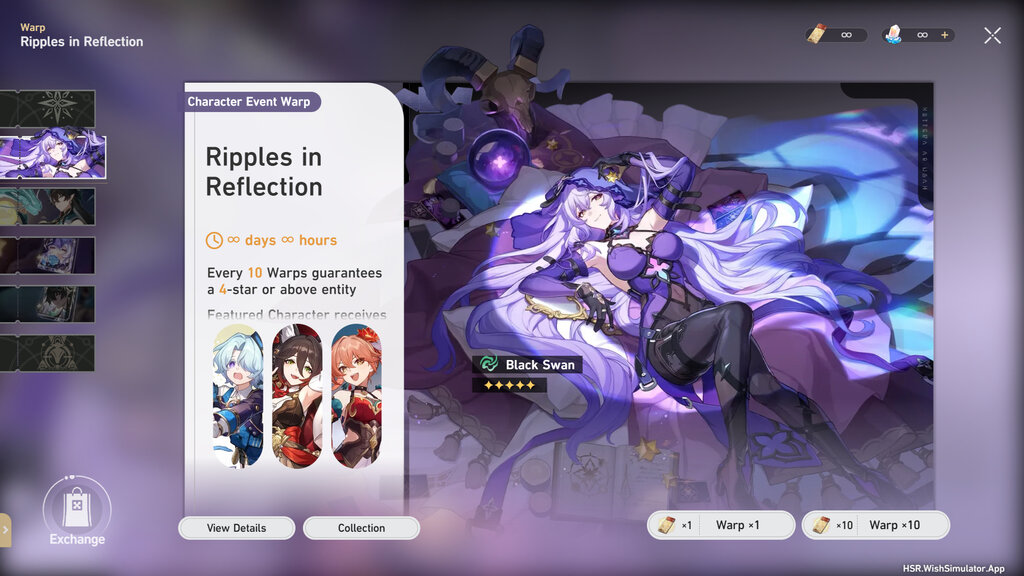 Warp
Ripples in Reflection
∞
∞ +
Character Event Warp
Ripples in
Reflection
∞ days ∞ hours
Every 10 Warps guarantees
a 4-star or above entity
Featured Character receives
Black Swan
Exchange
View Details
Collection
×1 Warp ×1
×10 Warp ×10
HSR.WishSimulator.App